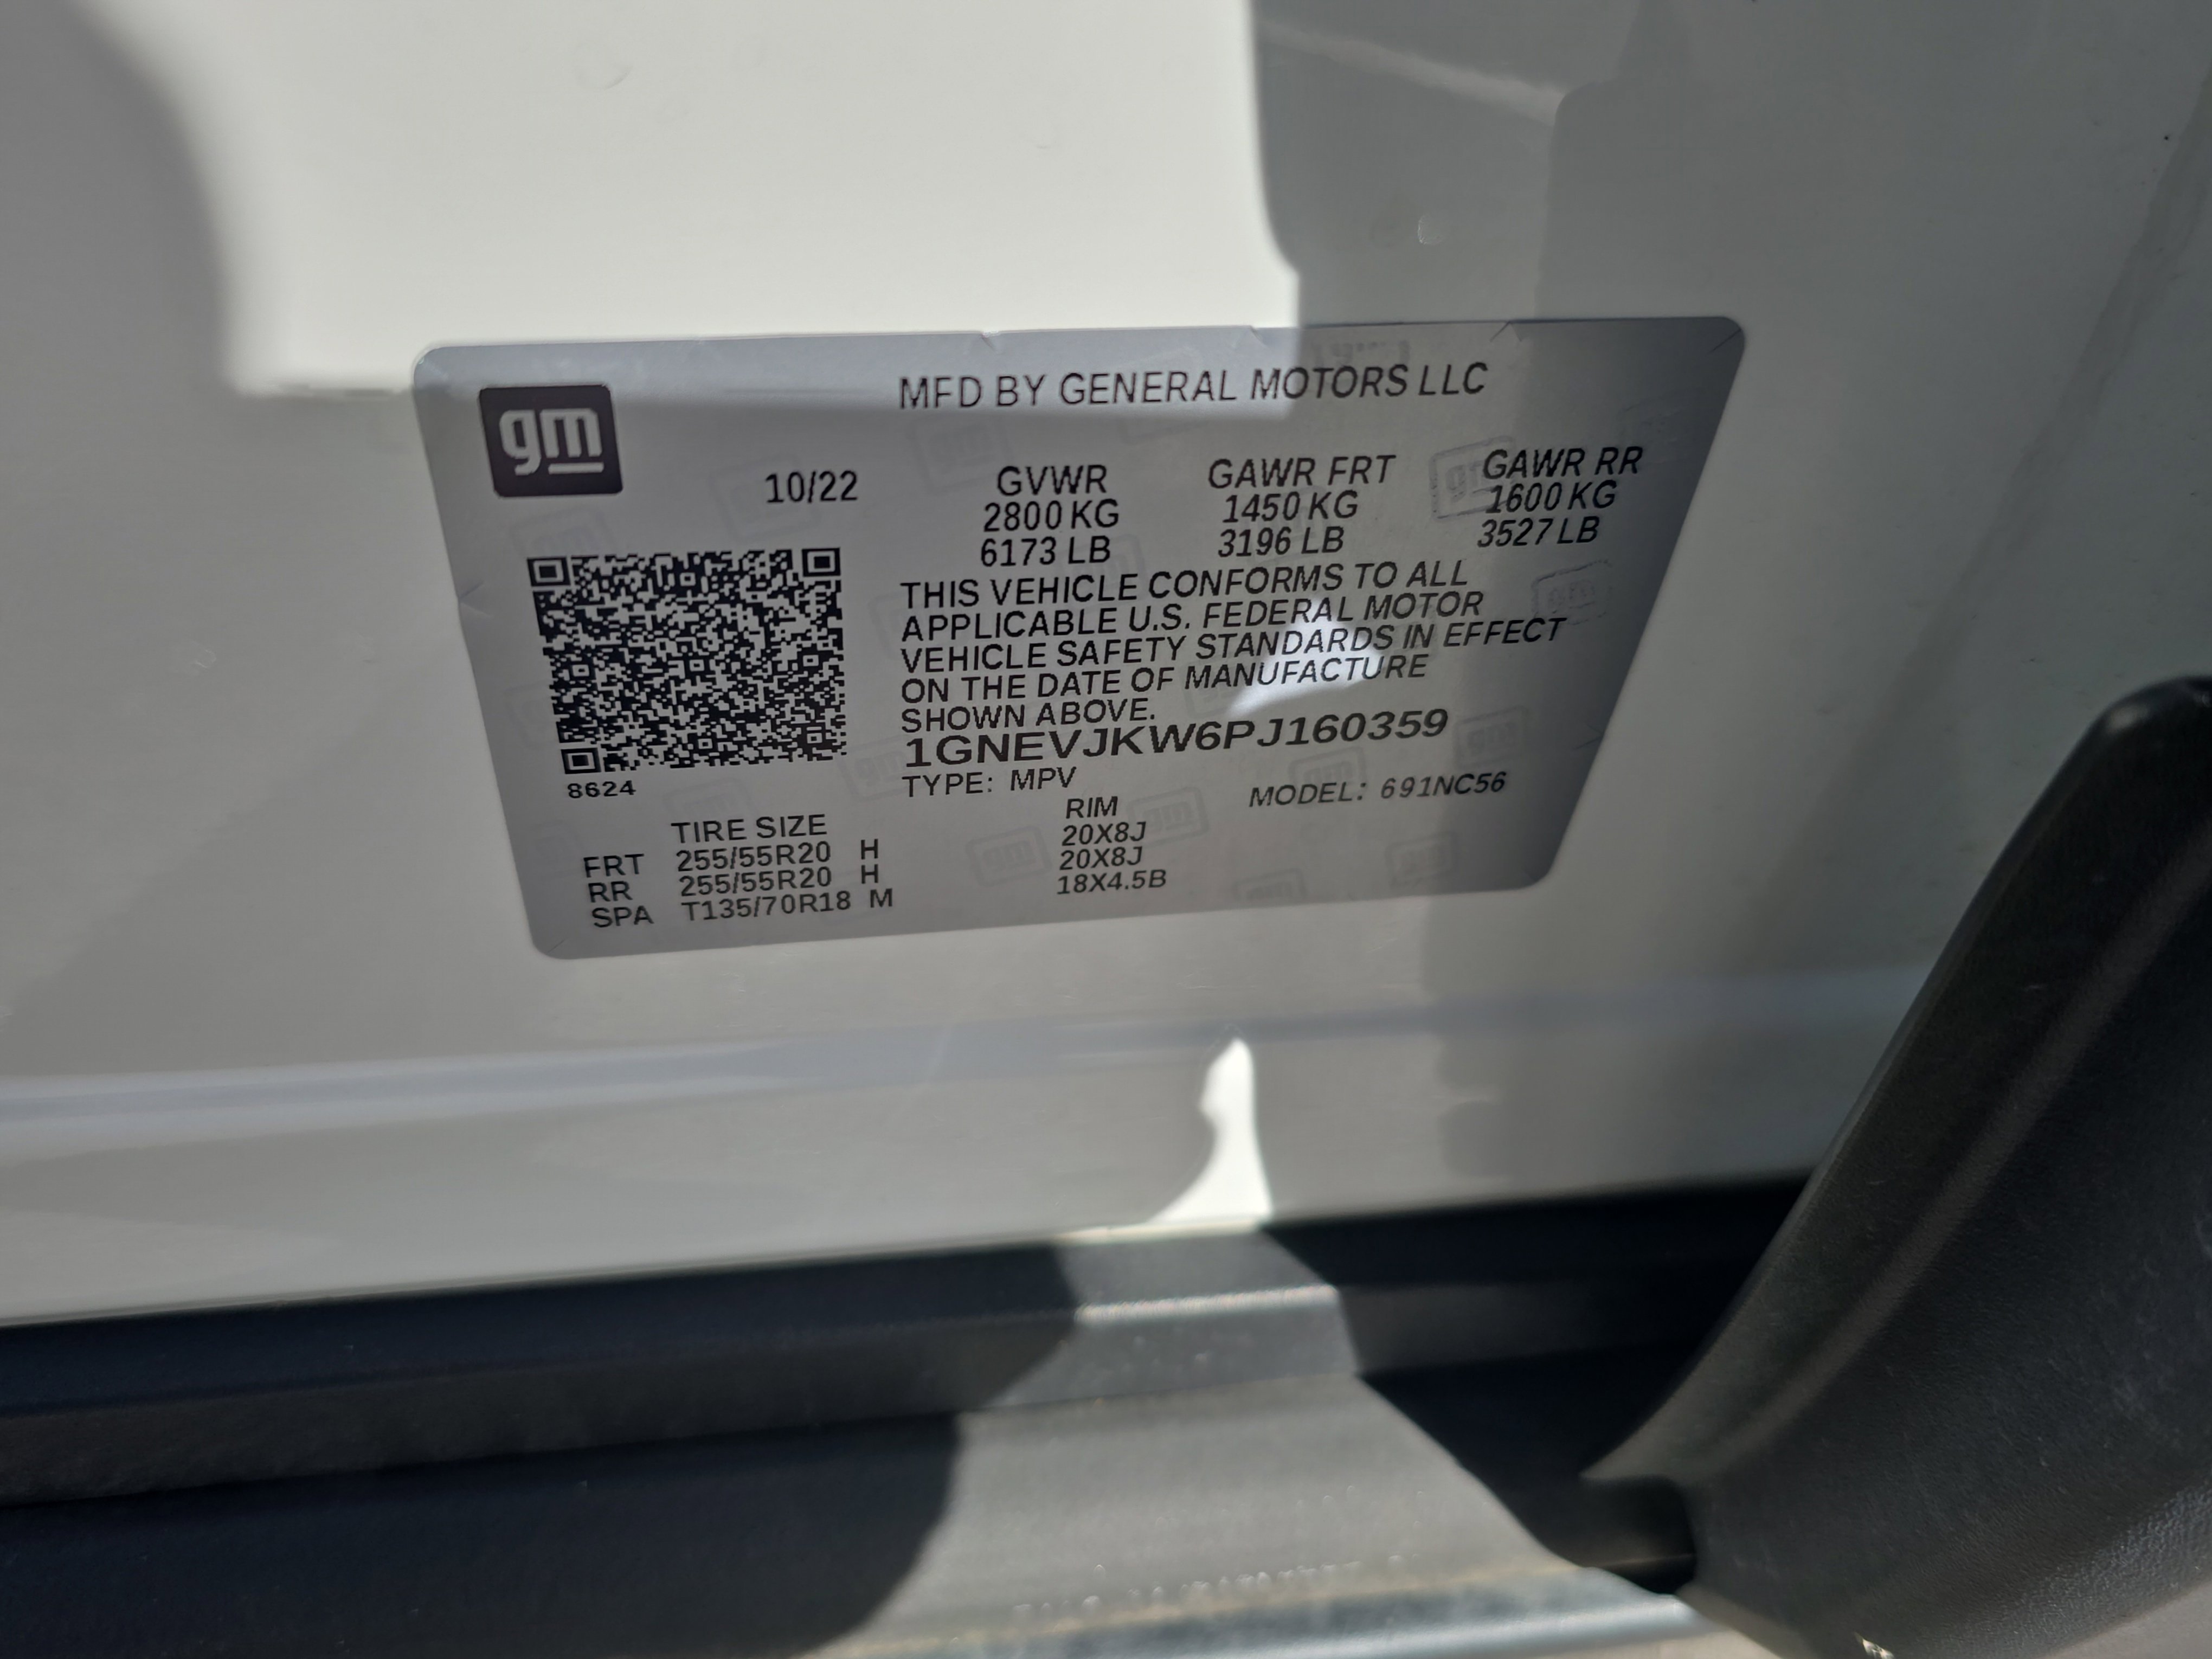 gm
MFD BY GENERAL MOTORS LLC
10/22 GVWR GAWR FRT GAWR RR
2800 KG 1450 KG 1600 KG
6173 LB 3196 LB 3527 LB
THIS VEHICLE CONFORMS TO ALL
APPLICABLE U.S. FEDERAL MOTOR
VEHICLE SAFETY STANDARDS IN EFFECT
ON THE DATE OF MANUFACTURE
SHOWN ABOVE.
1GNEVJKW6PJ160359
TYPE: MPV MODEL: 691NC56
8624
TIRE SIZE RIM
FRT 255/55R20 H 20X8J
RR 255/55R20 H 20X8J
SPA T135/70R18 M 18X4.5B